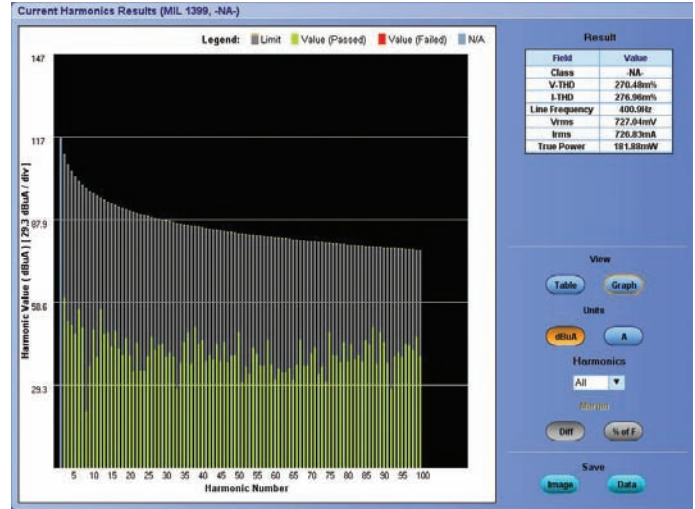 Current Harmonics Results (MIL 1399, -NA-)
Legend: Limit Value (Passed) Value (Failed) N/A
147
117
87.9
58.6
29.3
Harmonic Value ( dBuA ) [ 29.3 dBuA / div ]
5 10 15 20 25 30 35 40 45 50 55 60 65 70 75 80 85 90 95 100
Harmonic Number
Result
Field Value
Class -NA-
V-THD 270.48m%
I-THD 276.96m%
Line Frequency 400.9Hz
Vrms 727.04mV
Irms 726.83mA
True Power 181.88mW
View
Table Graph
Units
dBuA A
Harmonics
All
Margin
Diff % of F
Save
Image Data